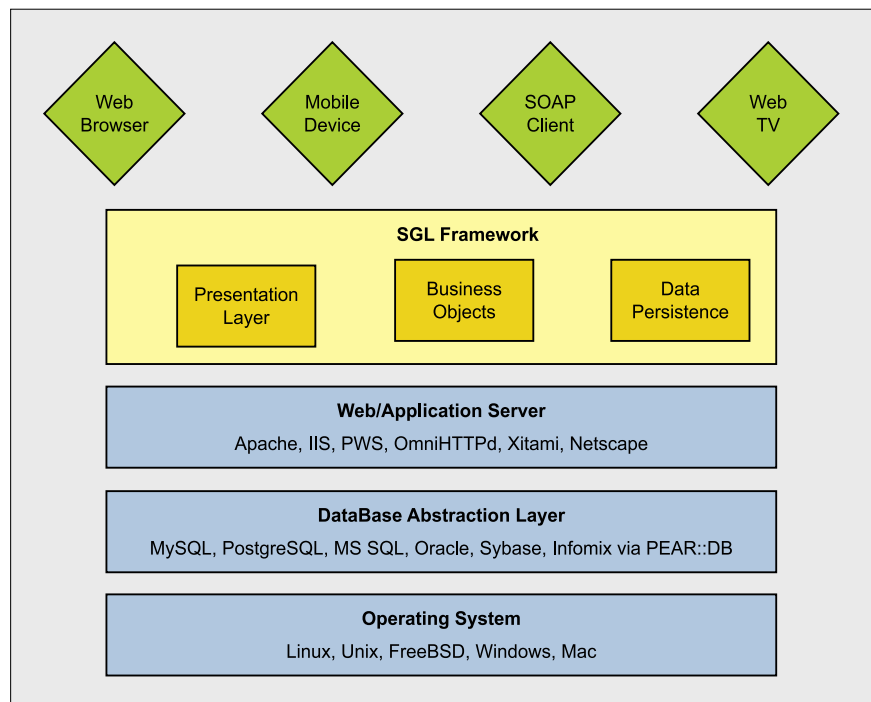 Web
Browser
Mobile
Device
SOAP
Client
Web
TV
SGL Framework
Presentation
Layer
Business
Objects
Data
Persistence
Web/Application Server
Apache, IIS, PWS, OmniHTTPd, Xitami, Netscape
DataBase Abstraction Layer
MySQL, PostgreSQL, MS SQL, Oracle, Sybase, Infomix via PEAR::DB
Operating System
Linux, Unix, FreeBSD, Windows, Mac